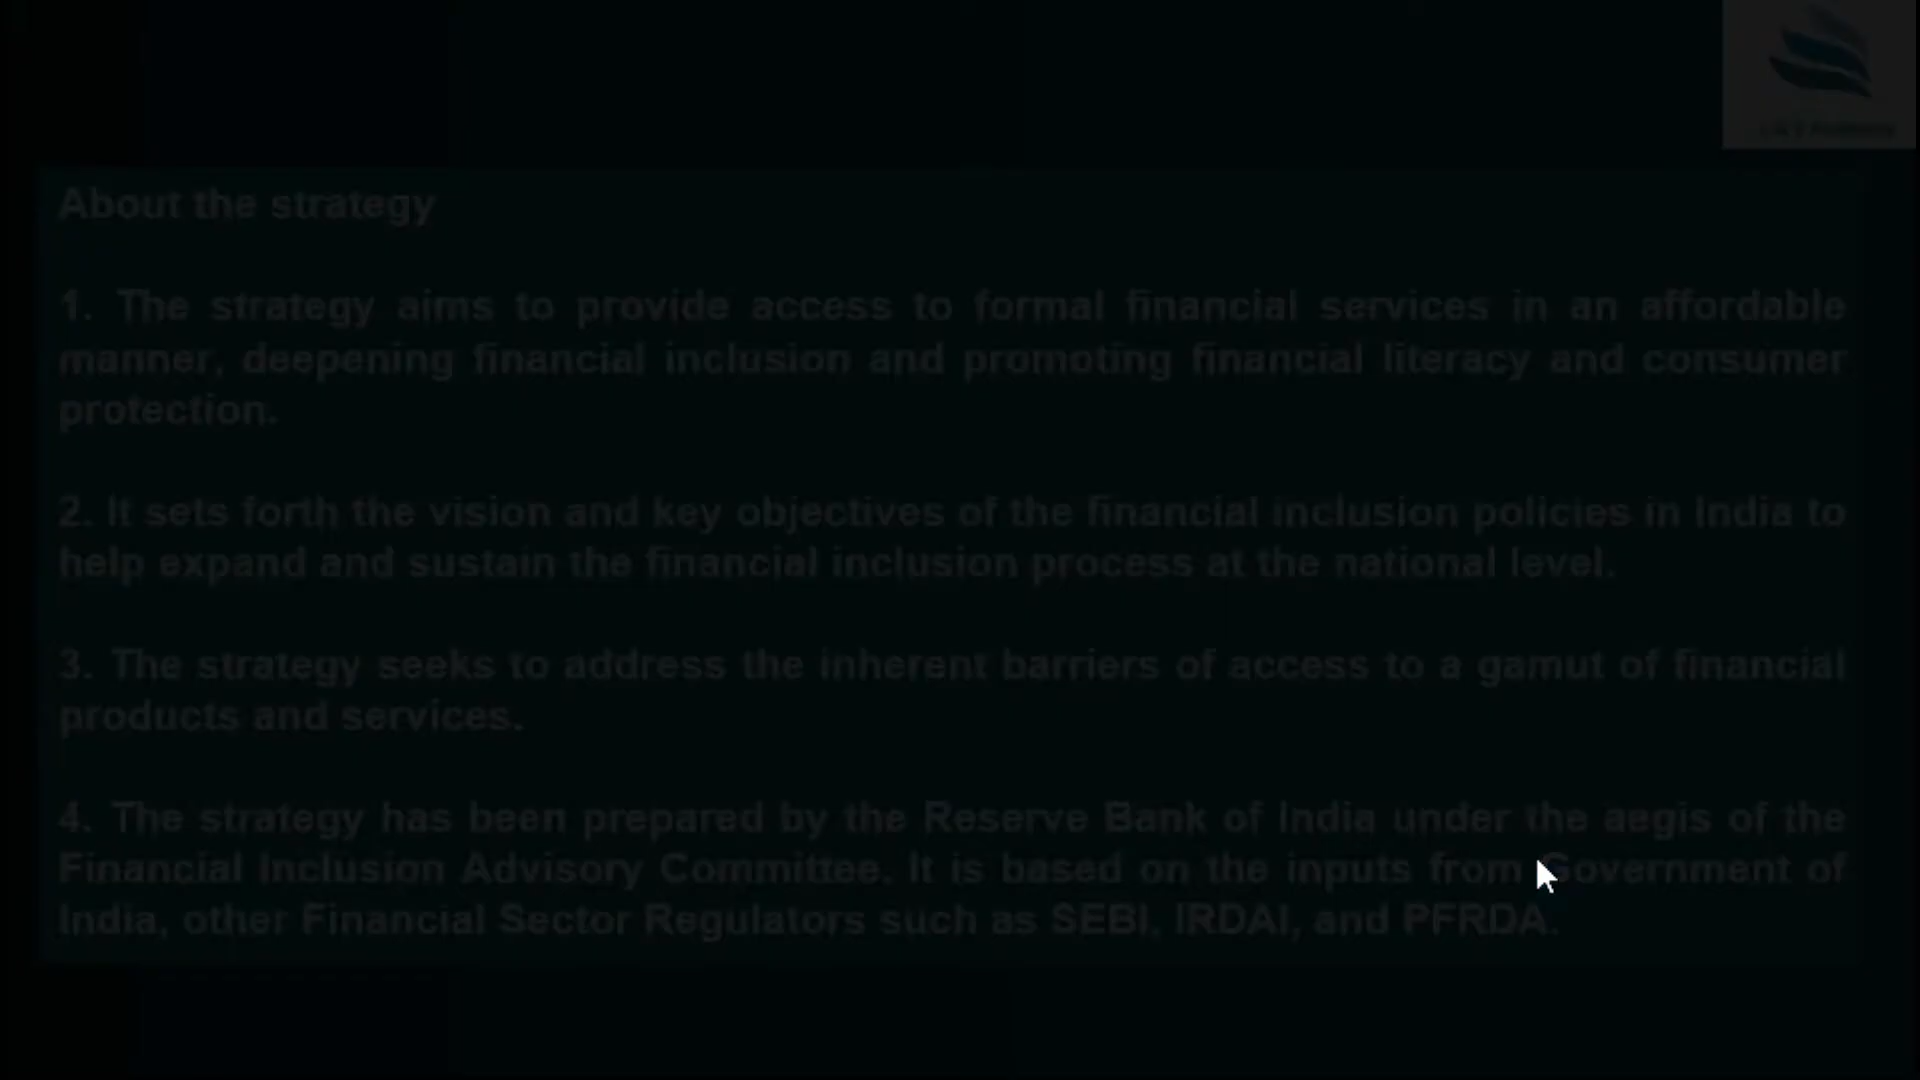 About the strategy
1. The strategy aims to provide access to formal financial services in an affordable
manner, deepening financial inclusion and promoting financial literacy and consumer
protection.
2. It sets forth the vision and key objectives of the financial inclusion policies in India to
help expand and sustain the financial inclusion process at the national level.
3. The strategy seeks to address the inherent barriers of access to a gamut of financial
products and services.
4. The strategy has been prepared by the Reserve Bank of India under the aegis of the
Financial Inclusion Advisory Committee. It is based on the inputs from Government of
India, other Financial Sector Regulators such as SEBI, IRDAI, and PFRDA.